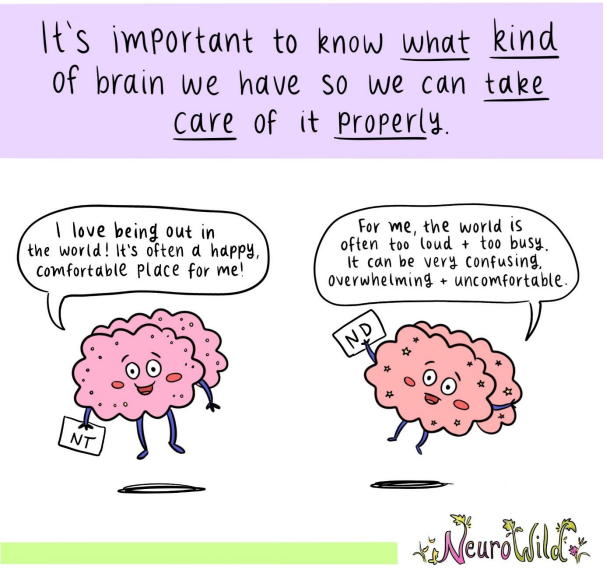 It's important to know what kind
of brain we have so we can take
care of it properly.
I love being out in
the world! It's often a happy,
comfortable place for me!
For me, the world is
often too loud + too busy.
It can be very confusing,
overwhelming + uncomfortable.
NT
ND
NeuroWild